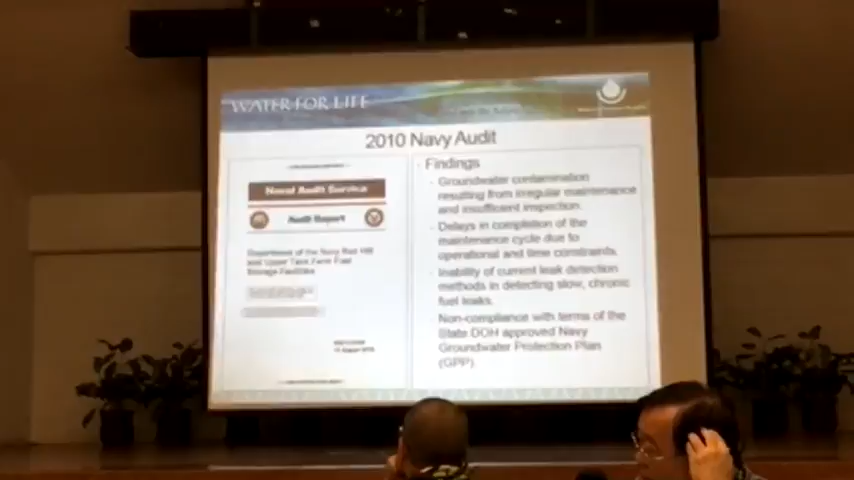 WATER FOR LIFE
2010 Navy Audit
Naval Audit Service
Audit Report
Department of the Navy Red Hill
and Upper Tank Farm Fuel
Storage Facilities
Findings
Groundwater contamination
resulting from irregular maintenance
and insufficient inspection.
Delays in completion of the
maintenance cycle due to
operational and time constraints.
Inability of current leak detection
methods in detecting slow, chronic
fuel leaks.
Non-compliance with terms of the
State DOH approved Navy
Groundwater Protection Plan
(GPP)